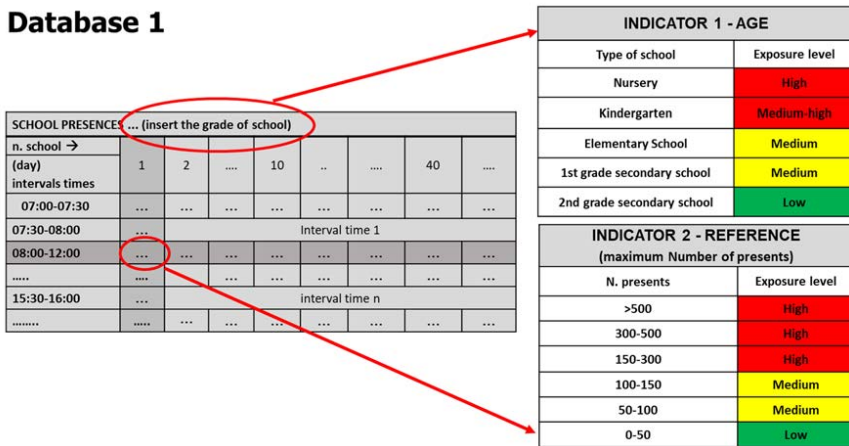 Database 1
SCHOOL PRESENCES ... (insert the grade of school)
n. school →
(day)
intervals times
1 2 .... 10 .. .... 40 ....
07:00-07:30 ... ... ... ... ... ... ... ...
07:30-08:00 ... Interval time 1
08:00-12:00 ... ... ... ... ... ... ... ...
..... .... ... ... ... ... ... ... ...
15:30-16:00 ... interval time n
........ ..... ... ... ... ... ... ... ...
INDICATOR 1 - AGE
Type of school Exposure level
Nursery High
Kindergarten Medium-high
Elementary School Medium
1st grade secondary school Medium
2nd grade secondary school Low
INDICATOR 2 - REFERENCE
(maximum Number of presents)
N. presents Exposure level
>500 High
300-500 High
150-300 High
100-150 Medium
50-100 Medium
0-50 Low